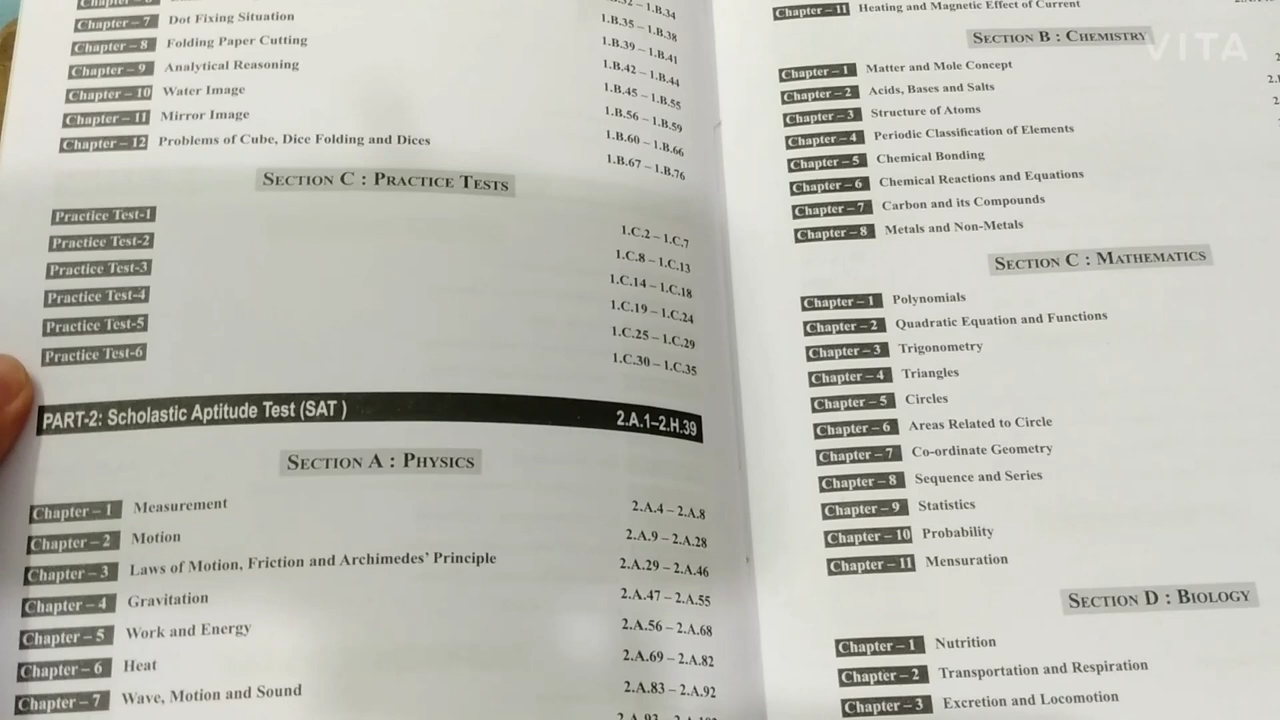 Chapter – 7 Dot Fixing Situation 1.B.35 – 1.B.38
Chapter – 8 Folding Paper Cutting 1.B.39 – 1.B.41
Chapter – 9 Analytical Reasoning 1.B.42 – 1.B.44
Chapter – 10 Water Image 1.B.45 – 1.B.55
Chapter – 11 Mirror Image 1.B.56 – 1.B.59
Chapter – 12 Problems of Cube, Dice Folding and Dices 1.B.60 – 1.B.66
1.B.67 – 1.B.76
SECTION C : PRACTICE TESTS
Practice Test-1 1.C.2 – 1.C.7
Practice Test-2 1.C.8 – 1.C.13
Practice Test-3 1.C.14 – 1.C.18
Practice Test-4 1.C.19 – 1.C.24
Practice Test-5 1.C.25 – 1.C.29
Practice Test-6 1.C.30 – 1.C.35
PART-2: Scholastic Aptitude Test (SAT ) 2.A.1–2.H.39
SECTION A : PHYSICS
Chapter – 1 Measurement 2.A.4 – 2.A.8
Chapter – 2 Motion 2.A.9 – 2.A.28
Chapter – 3 Laws of Motion, Friction and Archimedes' Principle 2.A.29 – 2.A.46
Chapter – 4 Gravitation 2.A.47 – 2.A.55
Chapter – 5 Work and Energy 2.A.56 – 2.A.68
Chapter – 6 Heat 2.A.69 – 2.A.82
Chapter – 7 Wave, Motion and Sound 2.A.83 – 2.A.92
Chapter – 11 Heating and Magnetic Effect of Current
SECTION B : CHEMISTRY
VITA
Chapter – 1 Matter and Mole Concept
Chapter – 2 Acids, Bases and Salts
Chapter – 3 Structure of Atoms
Chapter – 4 Periodic Classification of Elements
Chapter – 5 Chemical Bonding
Chapter – 6 Chemical Reactions and Equations
Chapter – 7 Carbon and its Compounds
Chapter – 8 Metals and Non-Metals
SECTION C : MATHEMATICS
Chapter – 1 Polynomials
Chapter – 2 Quadratic Equation and Functions
Chapter – 3 Trigonometry
Chapter – 4 Triangles
Chapter – 5 Circles
Chapter – 6 Areas Related to Circle
Chapter – 7 Co-ordinate Geometry
Chapter – 8 Sequence and Series
Chapter – 9 Statistics
Chapter – 10 Probability
Chapter – 11 Mensuration
SECTION D : BIOLOGY
Chapter – 1 Nutrition
Chapter – 2 Transportation and Respiration
Chapter – 3 Excretion and Locomotion